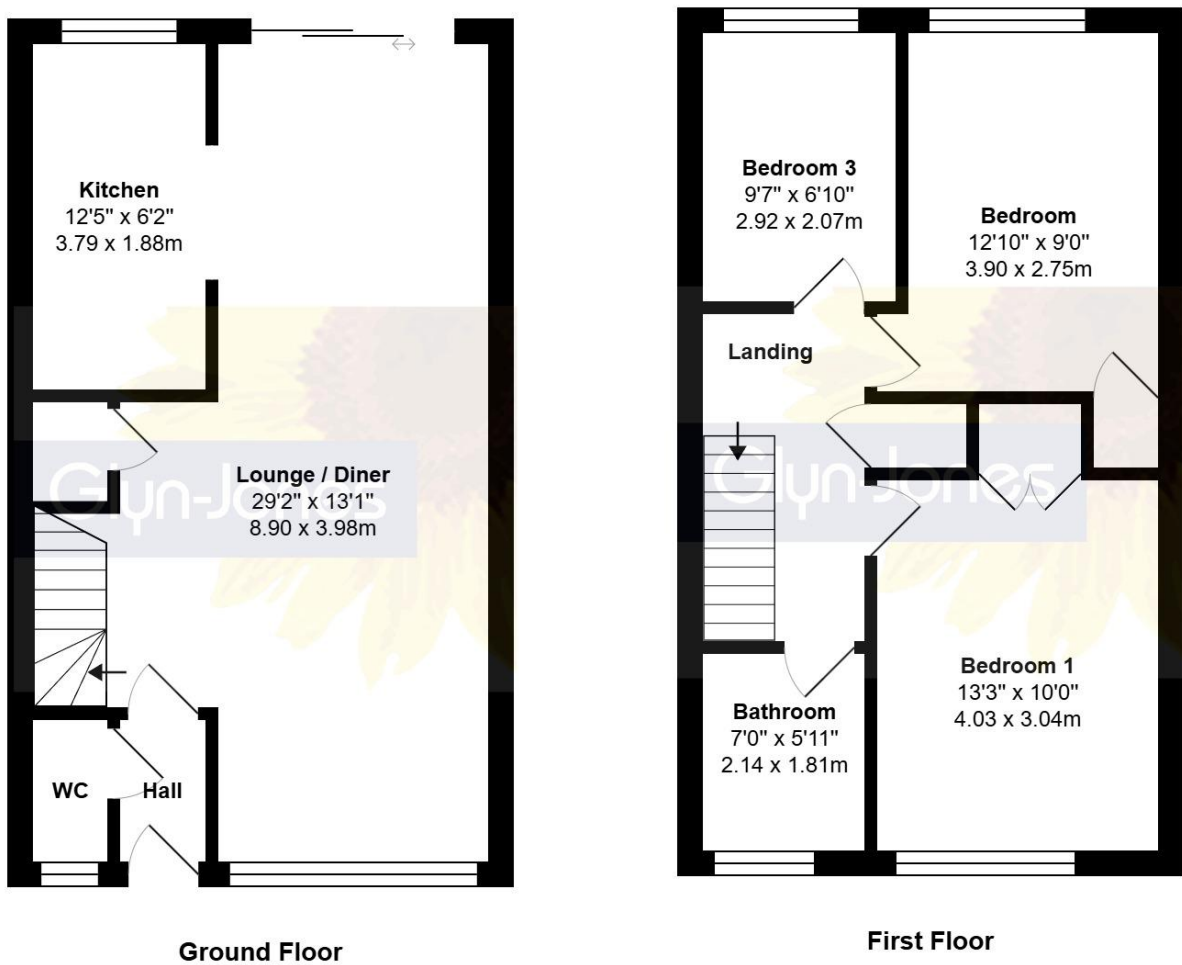 Kitchen
12'5" x 6'2"
3.79 x 1.88m
Lounge / Diner
29'2" x 13'1"
8.90 x 3.98m
Glyn-Jones
WC
Hall
Ground Floor
Bedroom 3
9'7" x 6'10"
2.92 x 2.07m
Bedroom
12'10" x 9'0"
3.90 x 2.75m
Landing
Glyn-Jones
Bedroom 1
13'3" x 10'0"
4.03 x 3.04m
Bathroom
7'0" x 5'11"
2.14 x 1.81m
First Floor